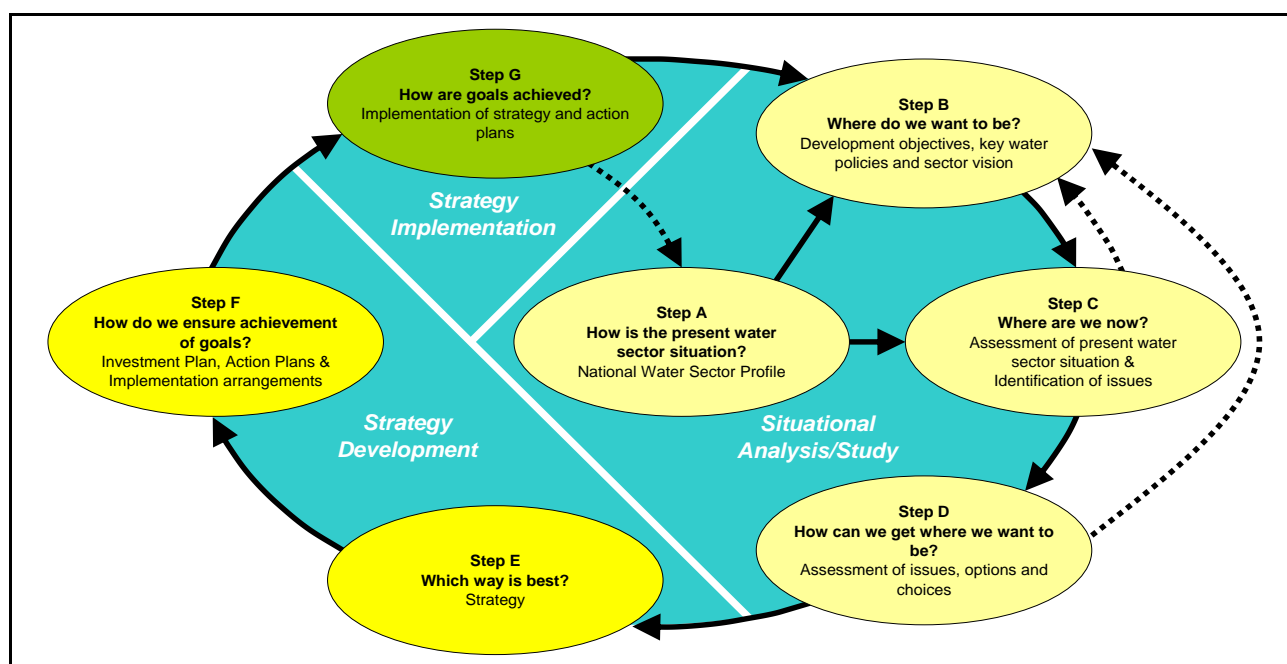 Step G
How are goals achieved?
Implementation of strategy and action
plans
Step B
Where do we want to be?
Development objectives, key water
policies and sector vision
Strategy
Implementation
Step A
How is the present water
sector situation?
National Water Sector Profile
Step C
Where are we now?
Assessment of present water
sector situation &
Identification of issues
Step F
How do we ensure achievement
of goals?
Investment Plan, Action Plans &
Implementation arrangements
Strategy
Development
Situational
Analysis/Study
Step D
How can we get where we want to
be?
Assessment of issues, options and
choices
Step E
Which way is best?
Strategy